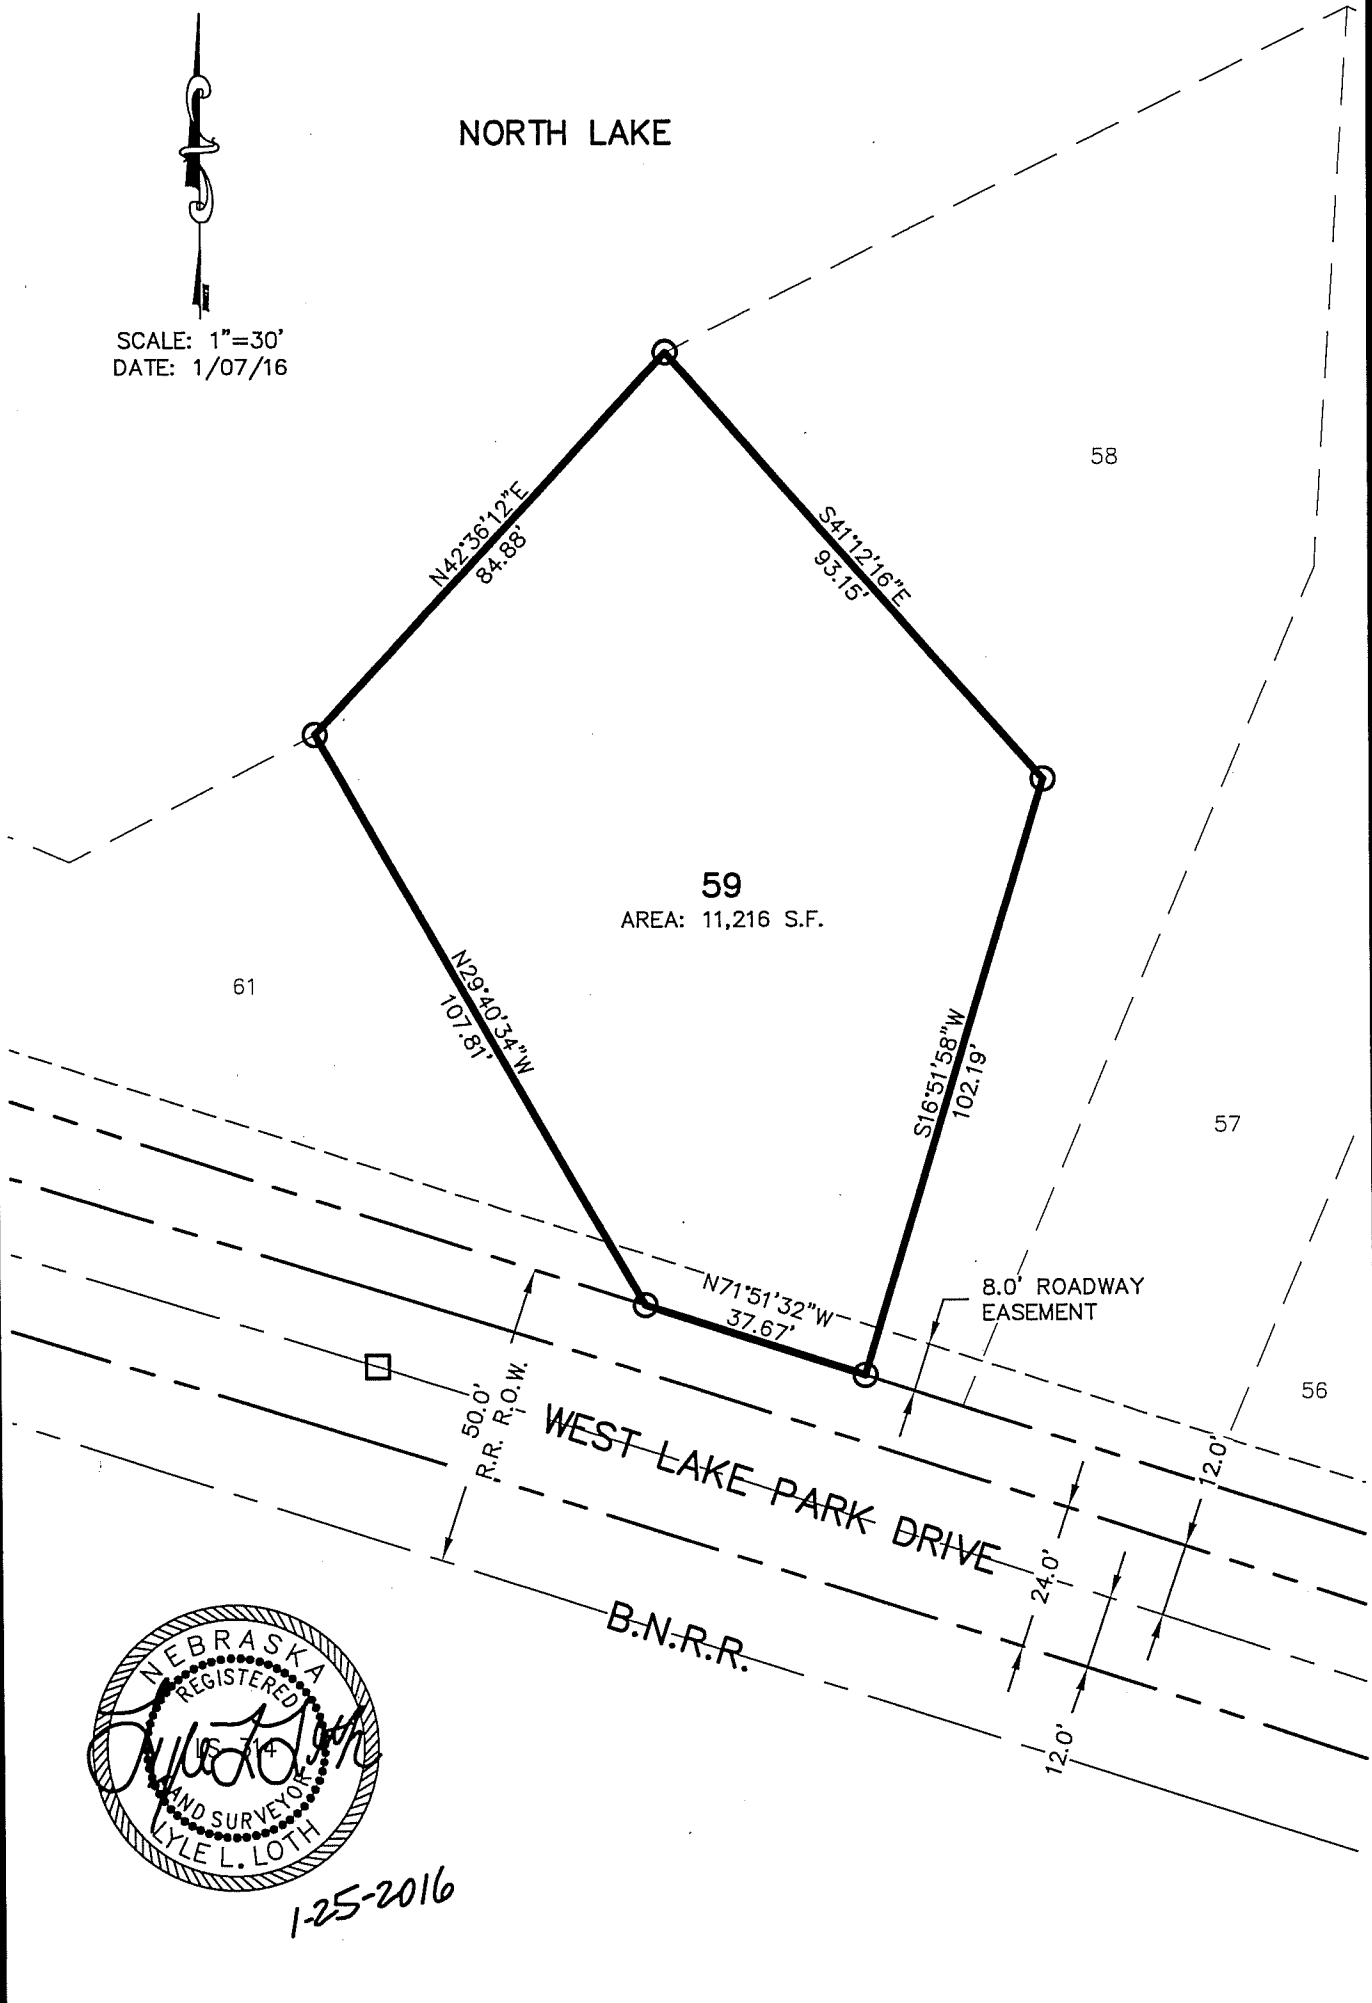 NORTH LAKE
SCALE: 1"=30'
DATE: 1/07/16
58
N42°36'12"E
84.88'
S41°12'16"E
93.15'
59
AREA: 11,216 S.F.
61
N29°40'34"W
107.81'
S16°51'58"W
102.19'
57
N71°51'32"W
37.67'
8.0' ROADWAY
EASEMENT
56
50.0'
R.R. R.O.W.
WEST LAKE PARK DRIVE
12.0'
24.0'
B.N.R.R.
12.0'
NEBRASKA
REGISTERED
LS-314
LAND SURVEYOR
LYLE L. LOTH
1-25-2016